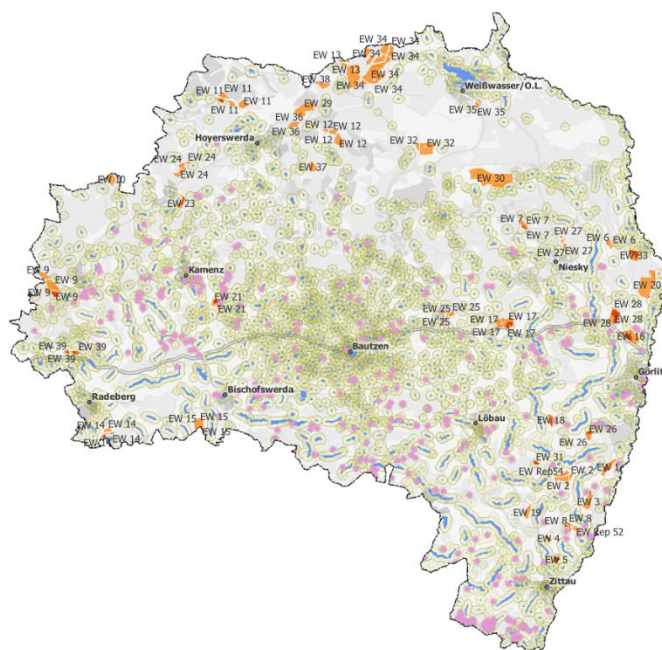 EW 34
EW 34
EW 13
EW 34
EW 34
EW 13
EW 34
EW 38
EW 34
EW 34
Weißwasser/O.L.
EW 11
EW 11
EW 11
EW 11
EW 29
EW 35
EW 35
EW 36
EW 36
EW 12
EW 12
EW 12
EW 12
Hoyerswerda
EW 32
EW 32
EW 24
EW 24
EW 24
EW 37
EW 30
EW 10
EW 23
EW 7
EW 7
EW 7
EW 27
EW 6
EW 6
EW 27
EW 27
EW 33
Niesky
EW 9
EW 9
EW 9
EW 9
Kamenz
EW 20
EW 21
EW 21
EW 25
EW 25
EW 25
EW 28
EW 28
EW 28
EW 17
EW 17
EW 17
EW 17
EW 16
EW 39
EW 39
EW 39
Bautzen
Görlit
Bischofswerda
Radeberg
EW 15
EW 15
EW 15
Löbau
EW 18
EW 14
EW 14
EW 14
EW 26
EW 26
EW 31
EW Rep54
EW 2
EW 2
EW 1
EW 3
EW 19
EW 8
EW 8
EW Rep 52
EW 4
EW 5
Zittau